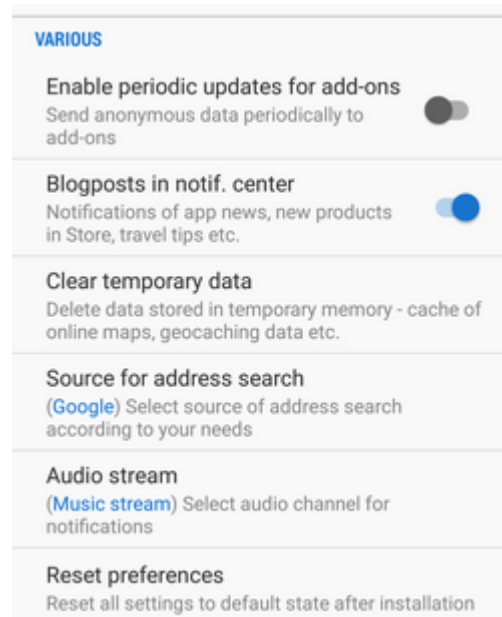 VARIOUS
Enable periodic updates for add-ons
Send anonymous data periodically to
add-ons
Blogposts in notif. center
Notifications of app news, new products
in Store, travel tips etc.
Clear temporary data
Delete data stored in temporary memory - cache of
online maps, geocaching data etc.
Source for address search
(Google) Select source of address search
according to your needs
Audio stream
(Music stream) Select audio channel for
notifications
Reset preferences
Reset all settings to default state after installation